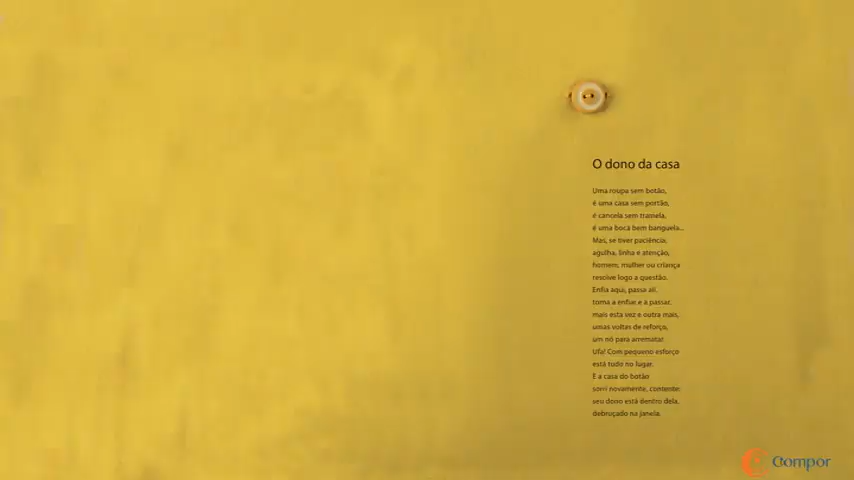 O dono da casa
Uma roupa sem botão,
é uma casa sem portão,
é cancela sem tramela,
é uma boca bem banguela...
Mas, se tiver paciência,
agulha, linha e atenção,
homem, mulher ou criança
resolve logo a questão.
Enfia aqui, passa ali,
torna a enfiar e a passar,
mais esta vez e outra mais,
umas voltas de reforço,
um nó para arrematar.
Ufa! Com pequeno esforço
está tudo no lugar.
E a casa do botão
sorri novamente, contente:
seu dono está dentro dela,
debruçado na janela.
Ctompor